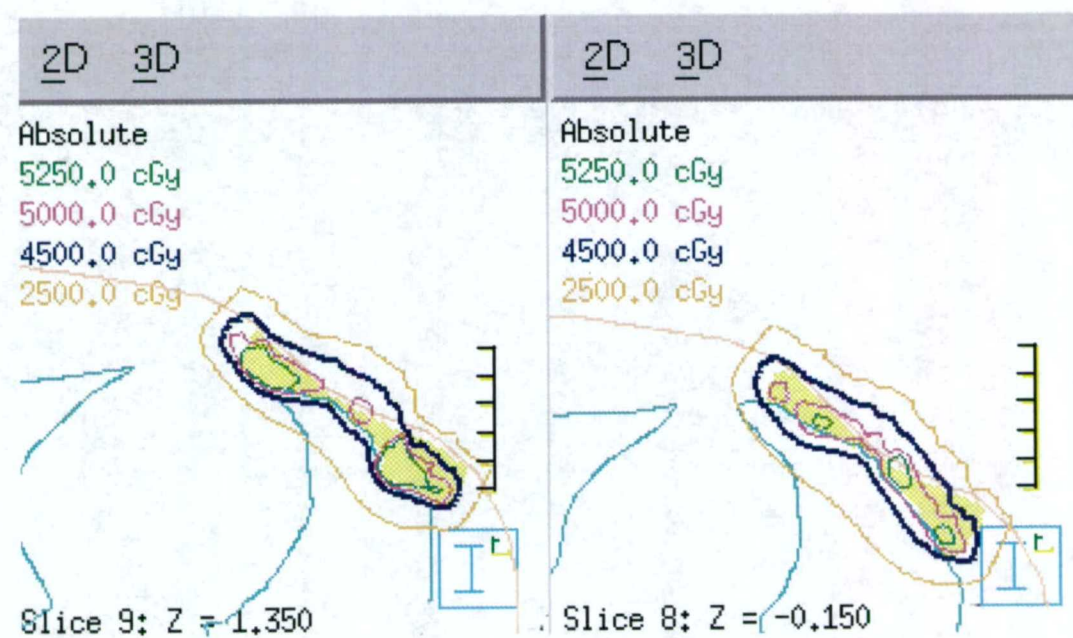 2D 3D
Absolute
5250.0 cGy
5000.0 cGy
4500.0 cGy
2500.0 cGy
Slice 9: Z = 1.350
2D 3D
Absolute
5250.0 cGy
5000.0 cGy
4500.0 cGy
2500.0 cGy
Slice 8: Z = -0.150